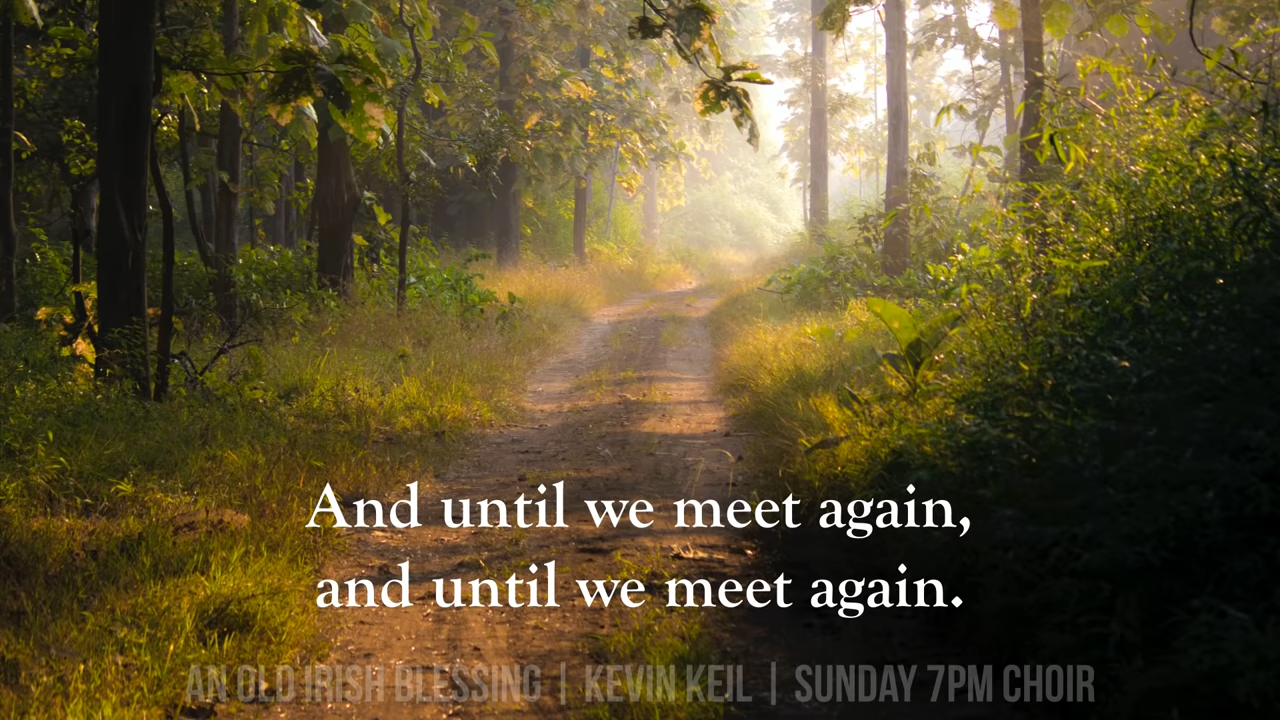 And until we meet again,
and until we meet again.
AN OLD IRISH BLESSING | KEVIN KEIL | SUNDAY 7PM CHOIR